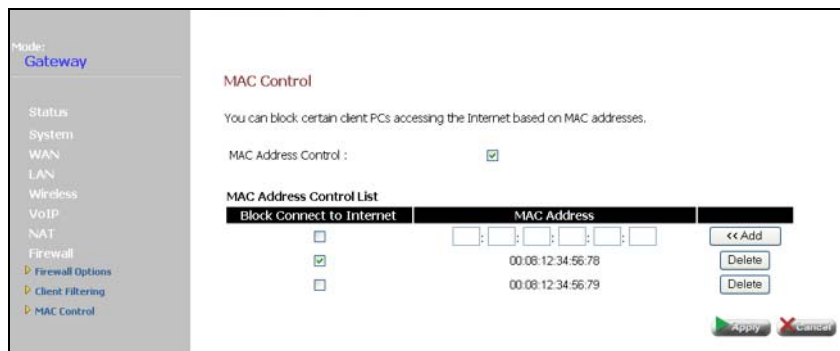 Mode:
Gateway
Status
System
WAN
LAN
Wireless
VoIP
NAT
Firewall
Firewall Options
Client Filtering
MAC Control
MAC Control
You can block certain client PCs accessing the Internet based on MAC addresses.
MAC Address Control :
MAC Address Control List
Block Connect to Internet MAC Address
: : : : : << Add
00:08:12:34:56:78 Delete
00:08:12:34:56:79 Delete
Apply Cancel